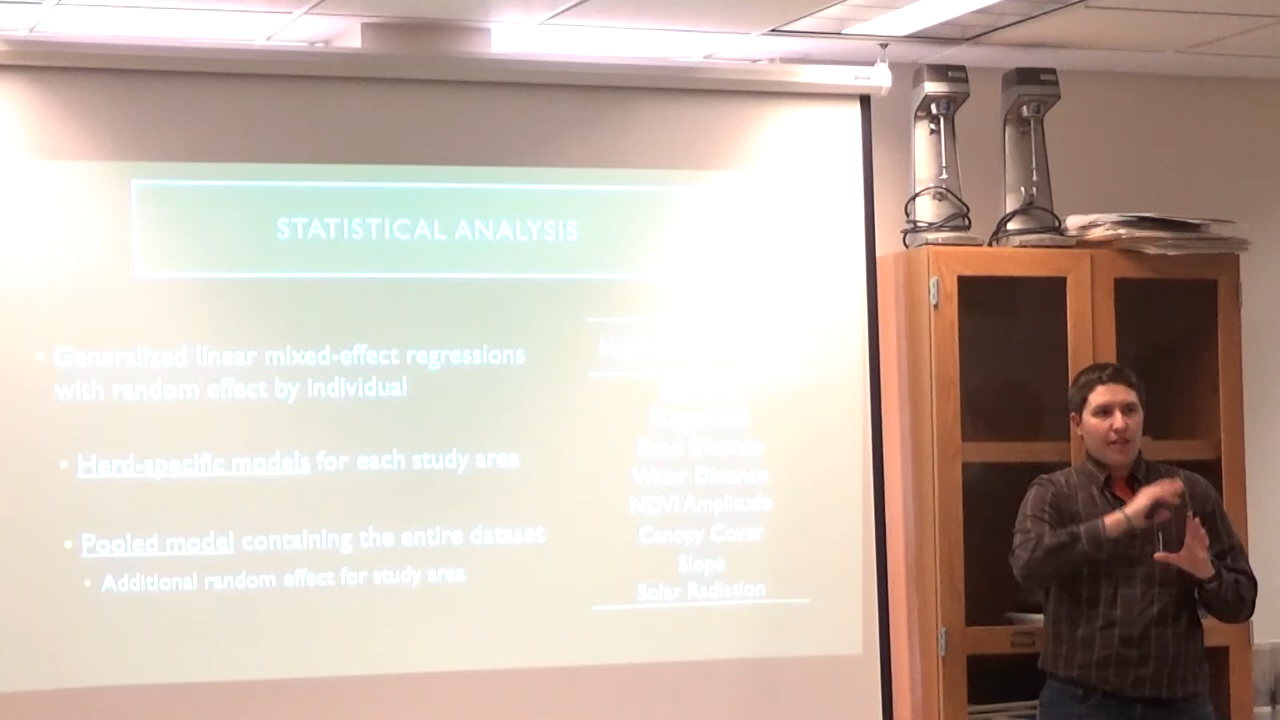 STATISTICAL ANALYSIS
• Generalized linear mixed-effect regressions
with random effect by individual
• Herd-specific models for each study area
• Pooled model containing the entire dataset
• Additional random effect for study area
Road Distance
Water Distance
NDVI Amplitude
Canopy Cover
Slope
Solar Radiation